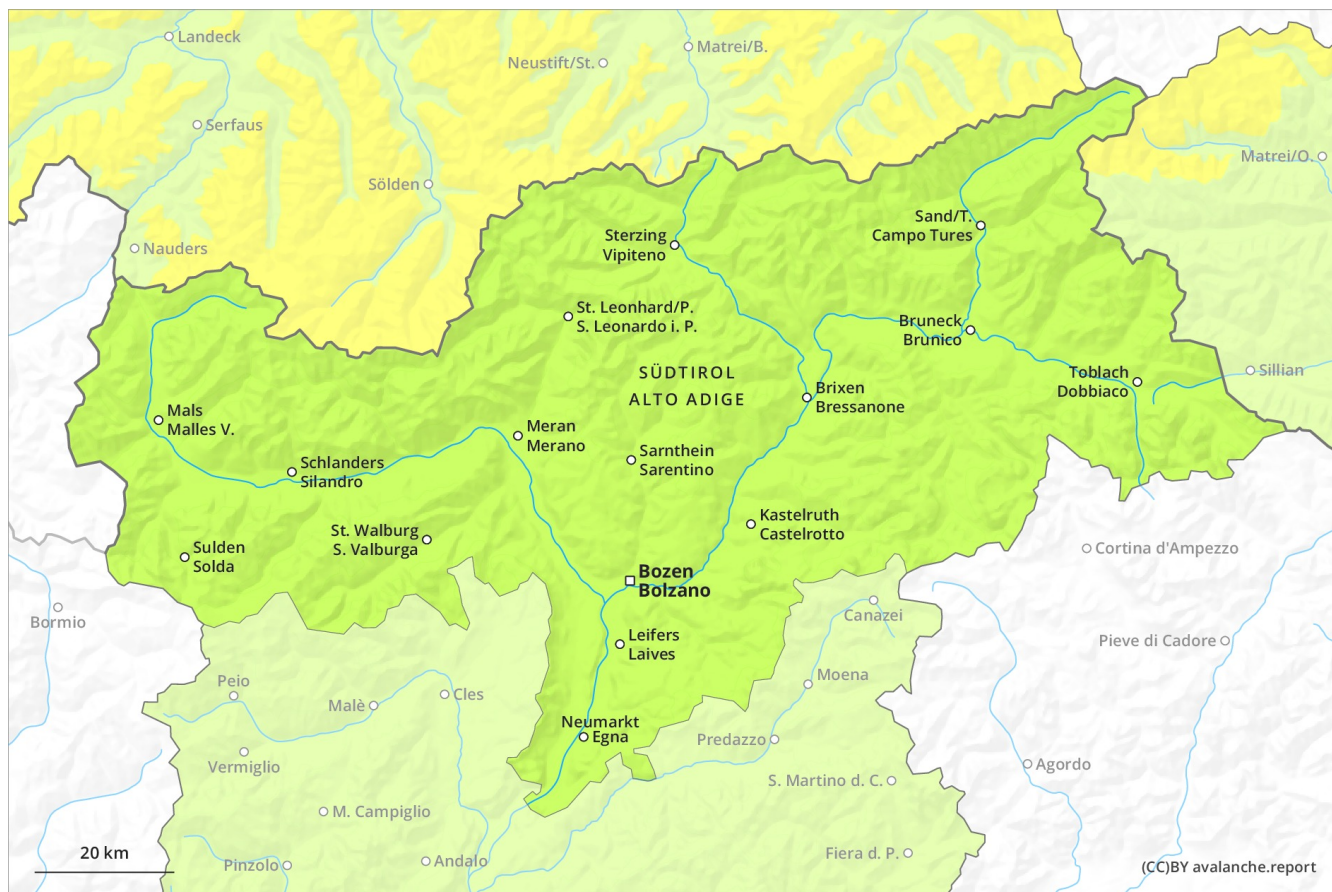 Landeck
Matrei/B.
Neustift/St.
Serfaus
Matrei/O.
Sölden
Sand/T.
Campo Tures
Sterzing
Vipiteno
Nauders
St. Leonhard/P.
S. Leonardo i. P.
Bruneck
Brunico
SÜDTIROL
ALTO ADIGE
Toblach
Dobbiaco
Sillian
Brixen
Bressanone
Mals
Malles V.
Meran
Merano
Sarnthein
Sarentino
Schlanders
Silandro
Kastelruth
Castelrotto
St. Walburg
S. Valburga
Sulden
Solda
Cortina d'Ampezzo
Bozen
Bolzano
Bormio
Canazei
Leifers
Laives
Pieve di Cadore
Peio
Moena
Cles
Malè
Neumarkt
Egna
Predazzo
Vermiglio
Agordo
S. Martino d. C.
M. Campiglio
20 km
Pinzolo
Andalo
Fiera d. P.
(CC)BY avalanche.report